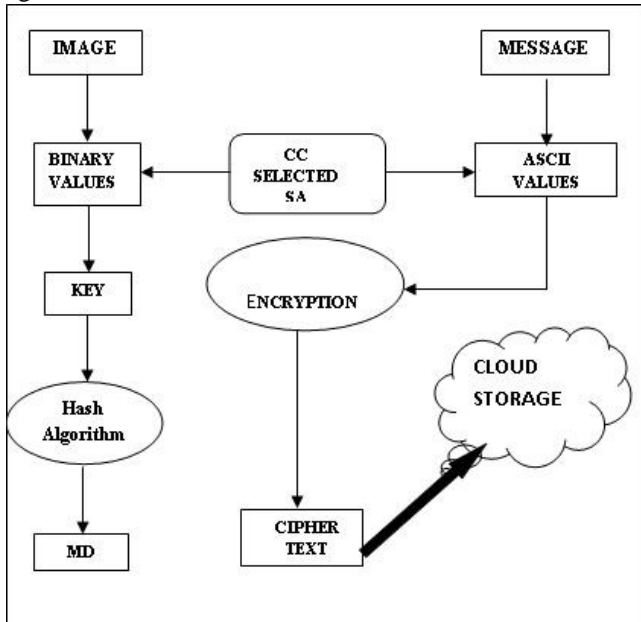 IMAGE
MESSAGE
BINARY
VALUES
CC
SELECTED
SA
ASCII
VALUES
KEY
ENCRYPTION
Hash
Algorithm
CLOUD
STORAGE
MD
CIPHER
TEXT